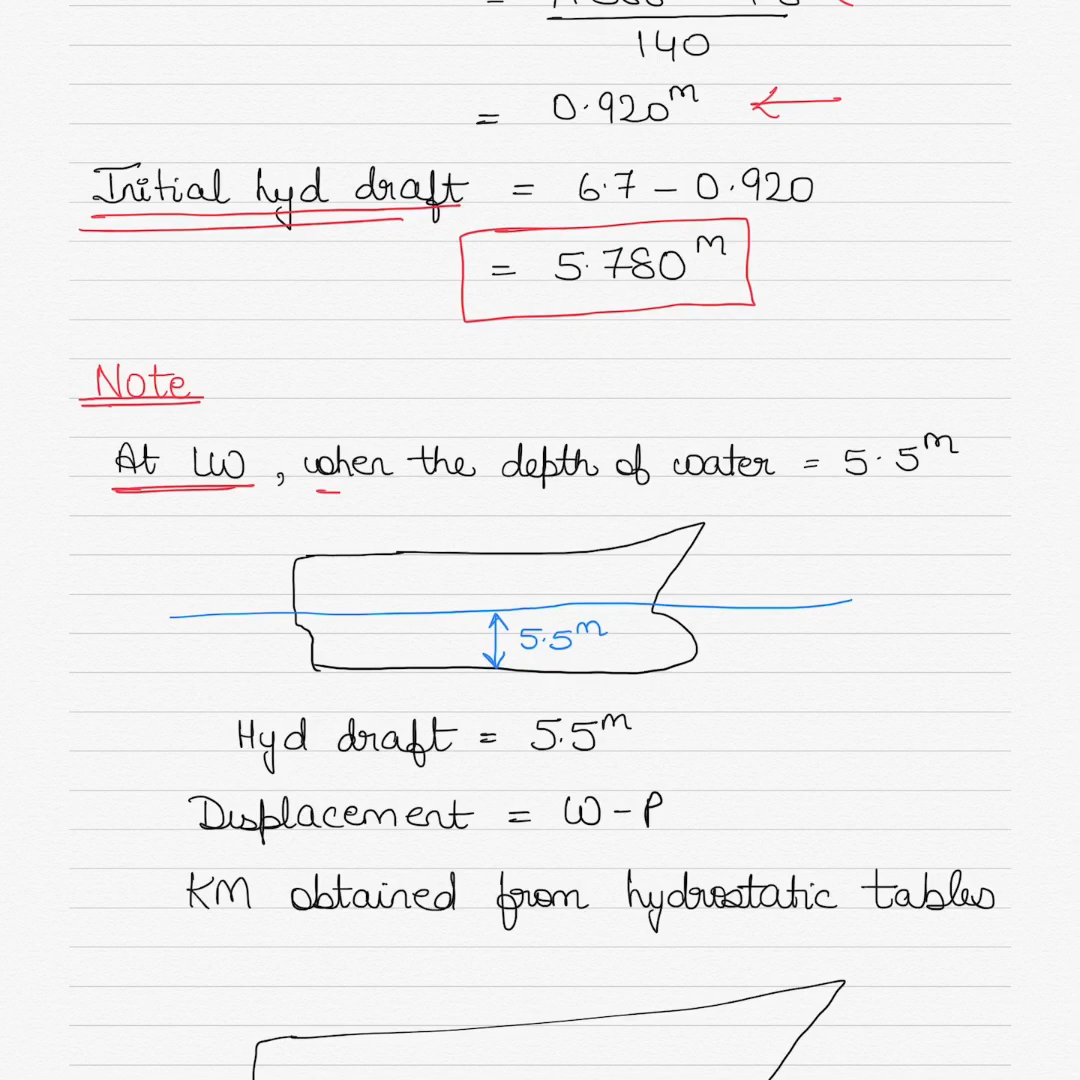 =
140
= 0.920m
Initial hyd draft = 6.7 - 0.920
= 5.780m
Note
At LW, when the depth of water = 5.5m
5.5m
Hyd draft = 5.5m
Displacement = W-P
KM obtained from hydrostatic tables